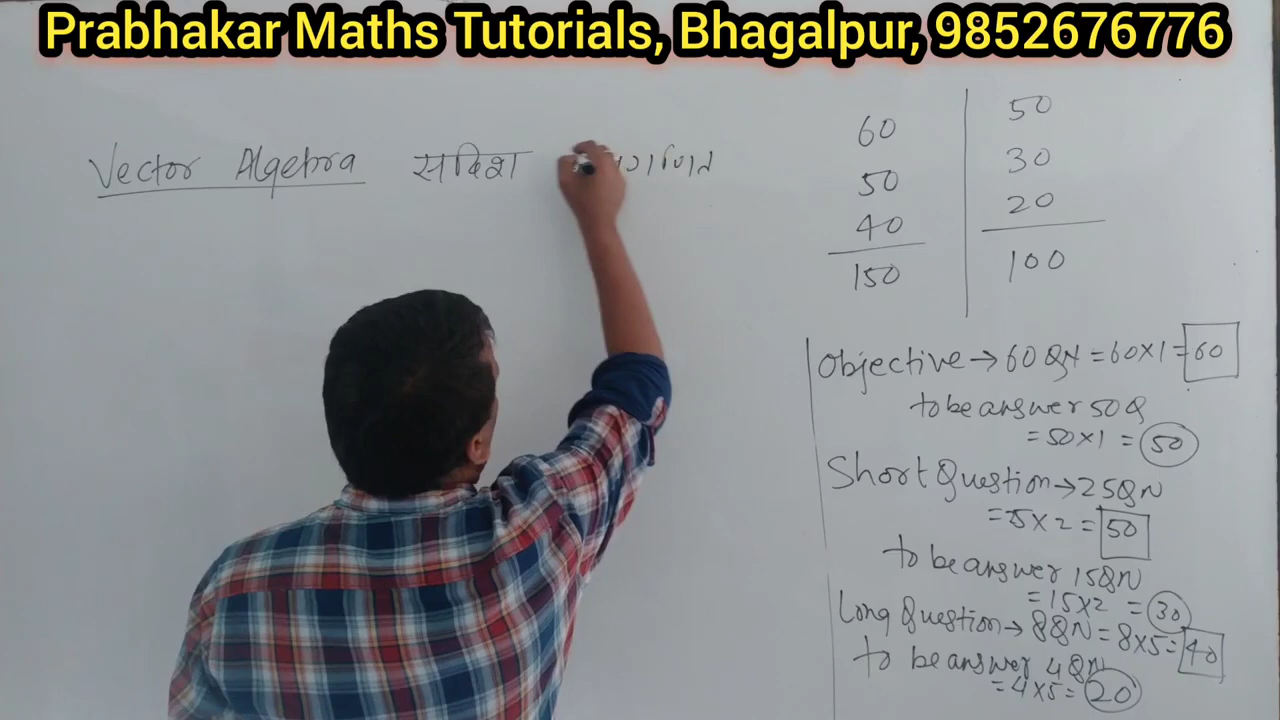 Prabhakar Maths Tutorials, Bhagalpur, 9852676776
Vector Algebra सदिश
60
50
40
150
50
30
20
100
Objective → 60 QN = 60×1 = 60
to be answer 50 Q
= 50×1 = 50
Short Question → 25 QN
= 25×2 = 50
to be answer 15 QN
= 15×2 = 30
Long Question → 8 QN = 8×5 = 40
To be answer 4 QN
= 4×5 = 20